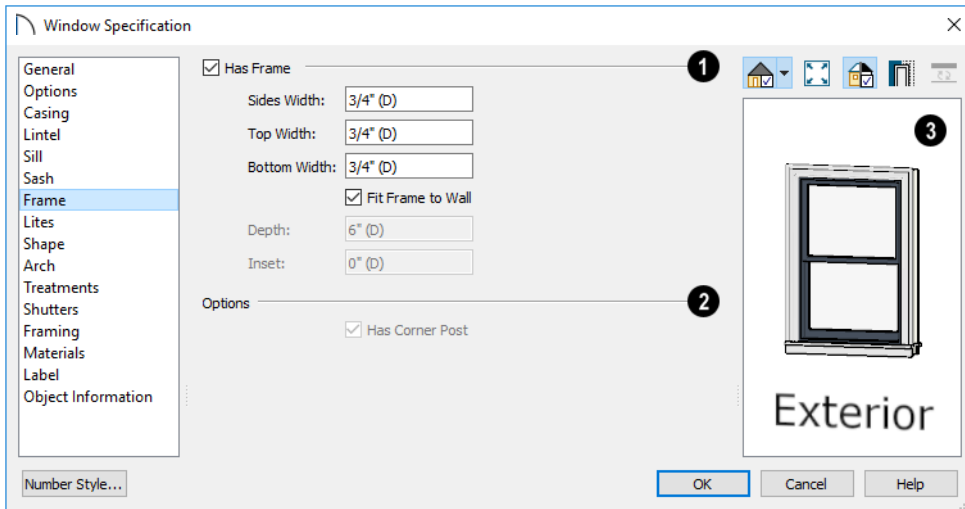 Window Specification
General
Options
Casing
Lintel
Sill
Sash
Frame
Lites
Shape
Arch
Treatments
Shutters
Framing
Materials
Label
Object Information
Has Frame
1
Sides Width: 3/4" (D)
Top Width: 3/4" (D)
Bottom Width: 3/4" (D)
Fit Frame to Wall
Depth: 6" (D)
Inset: 0" (D)
Options
2
Has Corner Post
3
Exterior
Number Style...
OK
Cancel
Help